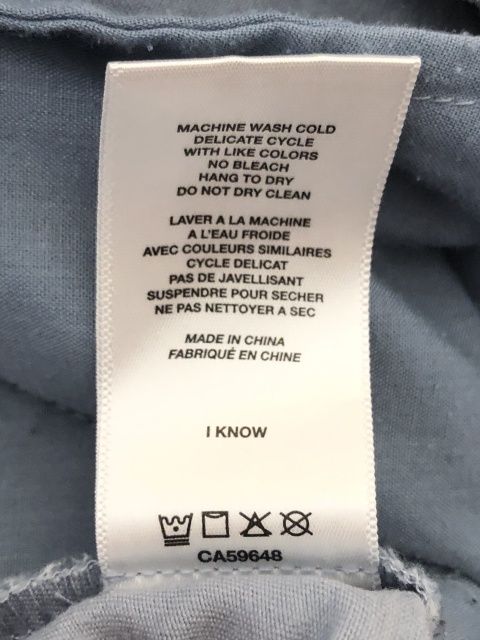 MACHINE WASH COLD
DELICATE CYCLE
WITH LIKE COLORS
NO BLEACH
HANG TO DRY
DO NOT DRY CLEAN
LAVER A LA MACHINE
A L'EAU FROIDE
AVEC COULEURS SIMILAIRES
CYCLE DELICAT
PAS DE JAVELLISANT
SUSPENDRE POUR SECHER
NE PAS NETTOYER A SEC
MADE IN CHINA
FABRIQUÉ EN CHINE
I KNOW
CA59648